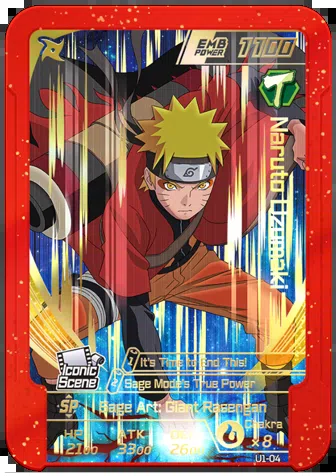 EMB
POWER
1100
T
Naruto Uzumaki
Iconic
Scene
It's Time to End This!
Sage Mode's True Power
SP
Sage Art: Giant Rasengan
Chakra
×8
HP
2100
ATK
3300
26
U1-04